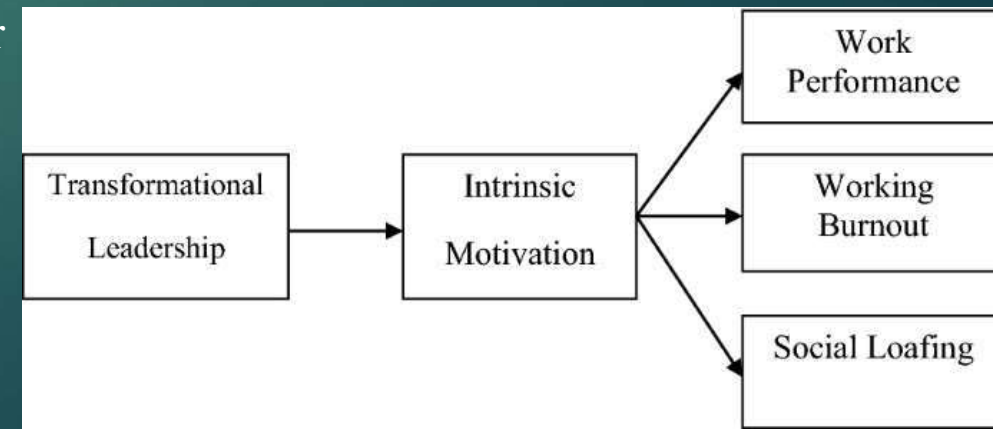 r
Transformational
Leadership
Intrinsic
Motivation
Work
Performance
Working
Burnout
Social Loafing